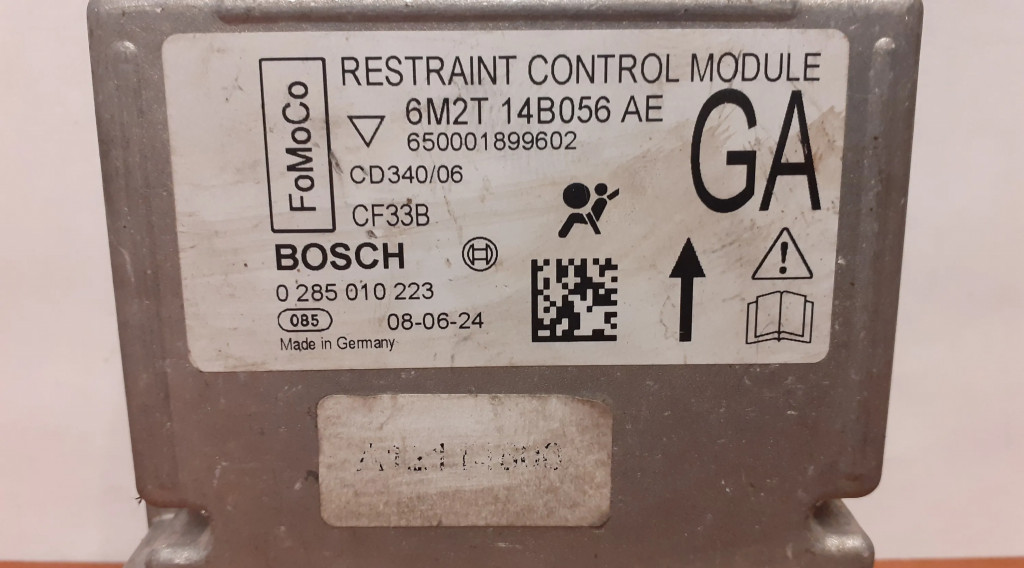 FoMoCo
RESTRAINT CONTROL MODULE
6M2T 14B056 AE
650001899602
GA
CD340/06
CF33B
BOSCH
0 285 010 223
085 08-06-24
Made in Germany